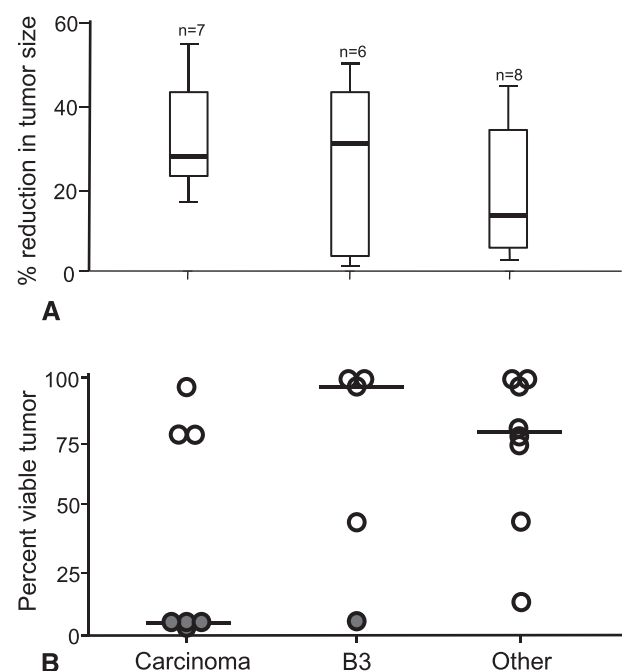 % reduction in tumor size
60
40
20
0
n=7
n=6
n=8
A
Percent viable tumor
100
75
50
25
0
Carcinoma
B3
Other
B